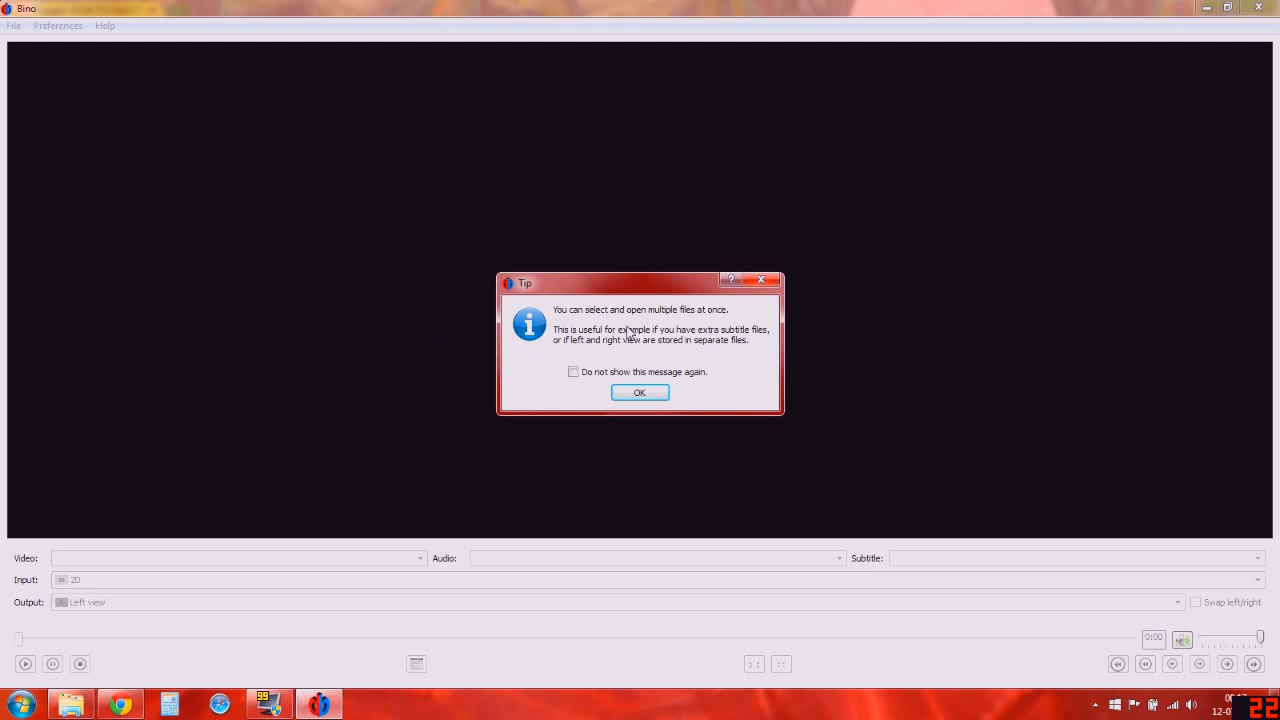 Bino
File Preferences Help
Tip
You can select and open multiple files at once.
This is useful for example if you have extra subtitle files,
or if left and right view are stored in separate files.
Do not show this message again.
OK
Video: Audio: Subtitle:
Input: 2D
Output: Left view Swap left/right
0:00
99
22